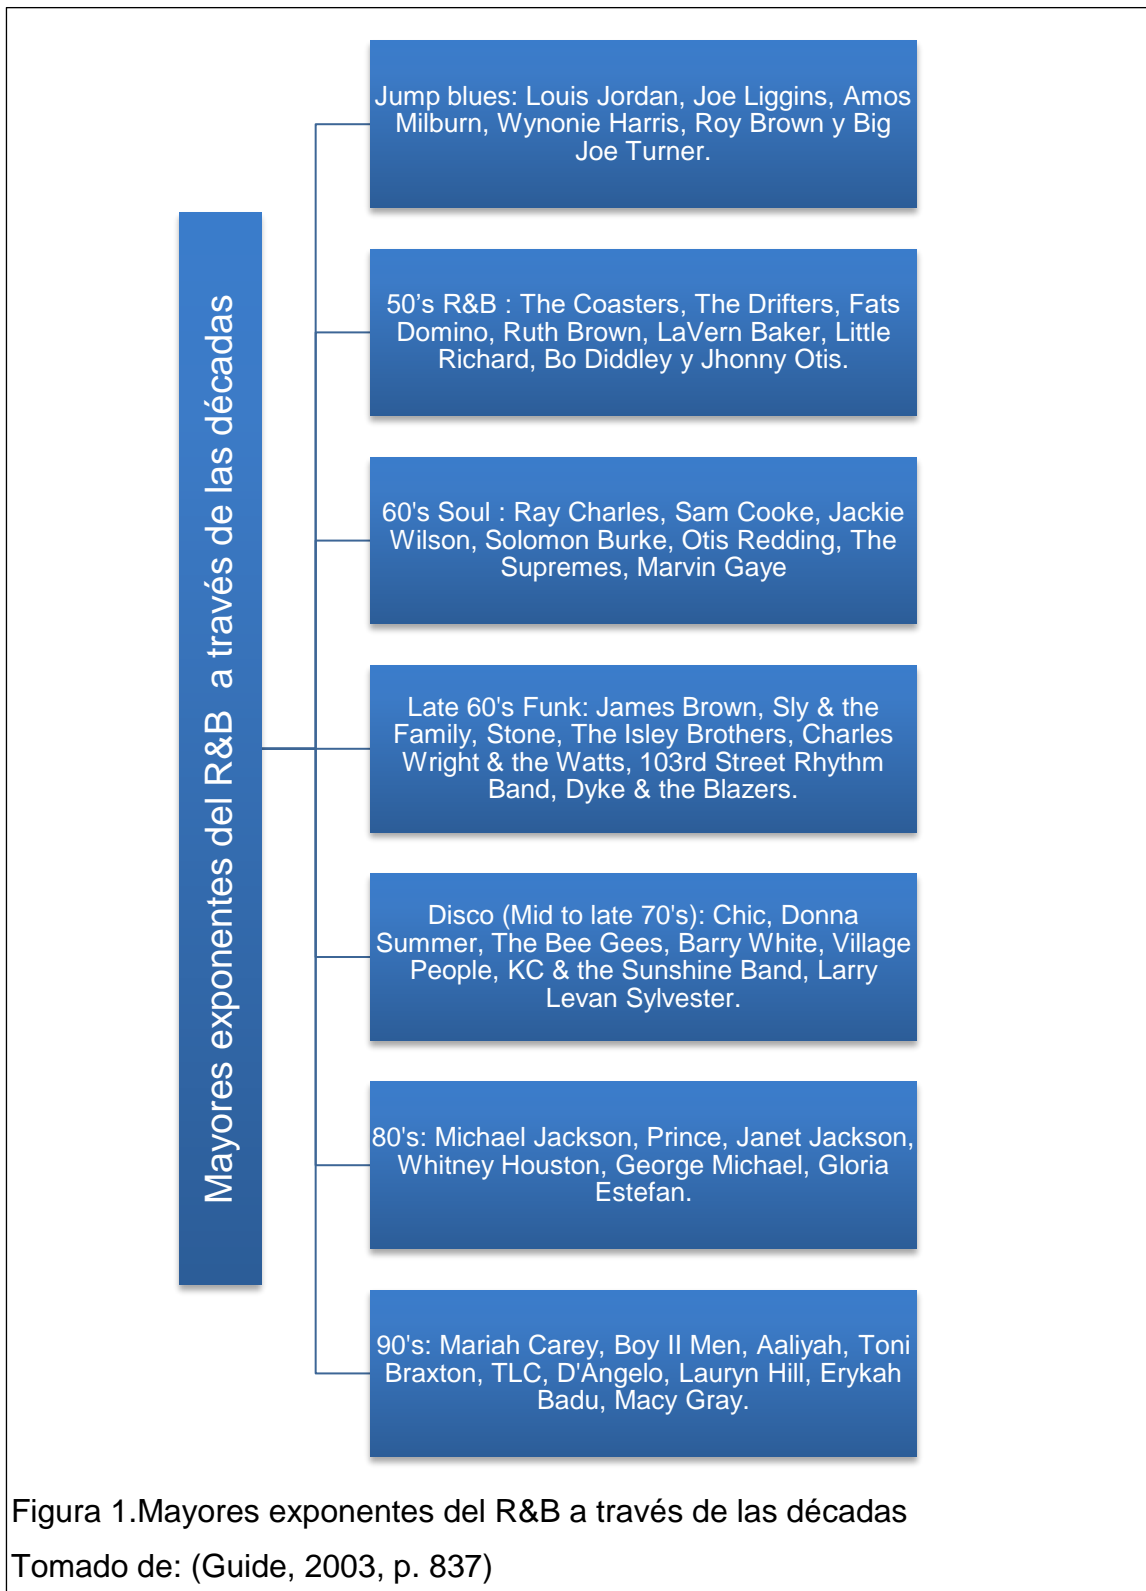 Mayores exponentes del R&B a través de las décadas
Jump blues: Louis Jordan, Joe Liggins, Amos
Milburn, Wynonie Harris, Roy Brown y Big
Joe Turner.
50’s R&B : The Coasters, The Drifters, Fats
Domino, Ruth Brown, LaVern Baker, Little
Richard, Bo Diddley y Jhonny Otis.
60's Soul : Ray Charles, Sam Cooke, Jackie
Wilson, Solomon Burke, Otis Redding, The
Supremes, Marvin Gaye
Late 60's Funk: James Brown, Sly & the
Family, Stone, The Isley Brothers, Charles
Wright & the Watts, 103rd Street Rhythm
Band, Dyke & the Blazers.
Disco (Mid to late 70's): Chic, Donna
Summer, The Bee Gees, Barry White, Village
People, KC & the Sunshine Band, Larry
Levan Sylvester.
80's: Michael Jackson, Prince, Janet Jackson,
Whitney Houston, George Michael, Gloria
Estefan.
90's: Mariah Carey, Boy II Men, Aaliyah, Toni
Braxton, TLC, D'Angelo, Lauryn Hill, Erykah
Badu, Macy Gray.
Figura 1.Mayores exponentes del R&B a través de las décadas
Tomado de: (Guide, 2003, p. 837)